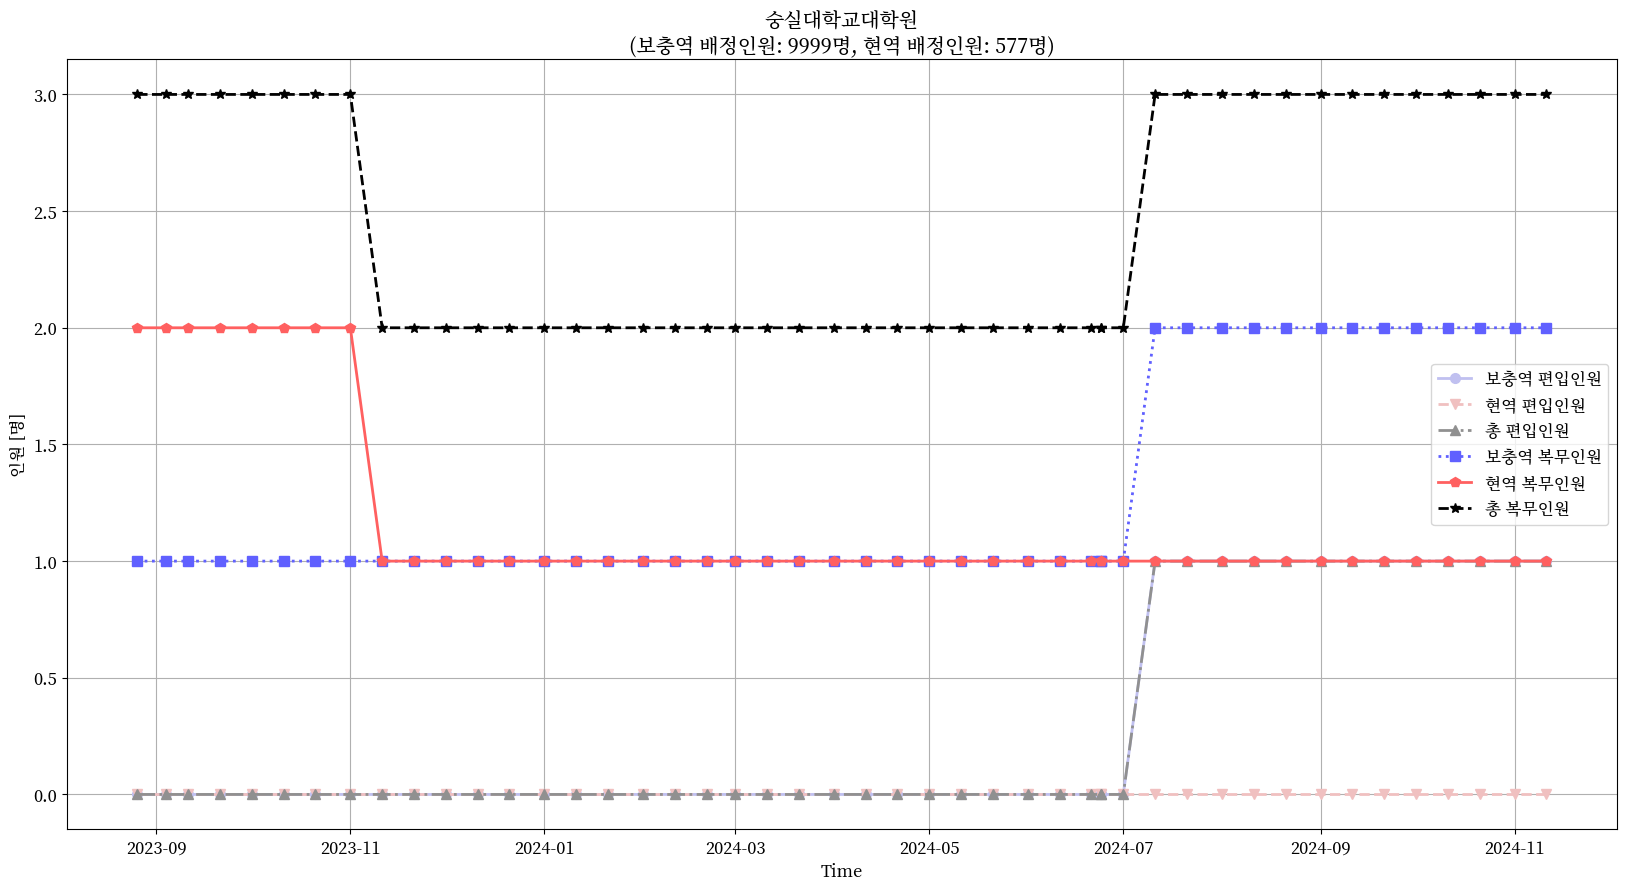 숭실대학교대학원
(보충역 배정인원: 9999명, 현역 배정인원: 577명)
인원 [명]
3.0
2.5
2.0
1.5
1.0
0.5
0.0
보충역 편입인원
현역 편입인원
총 편입인원
보충역 복무인원
현역 복무인원
총 복무인원
2023-09
2023-11
2024-01
2024-03
2024-05
2024-07
2024-09
2024-11
Time